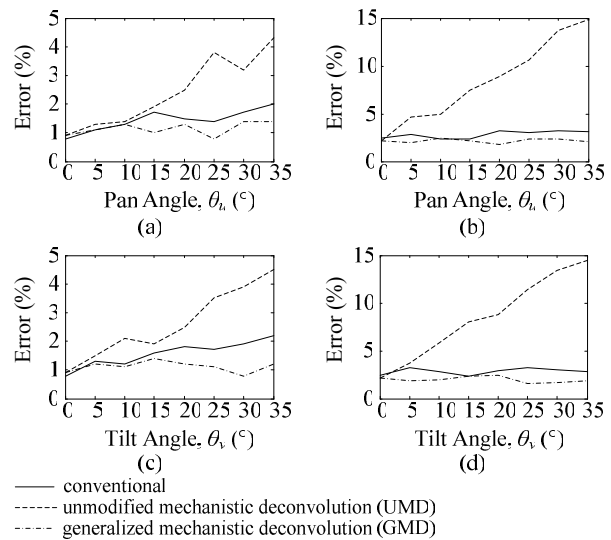 5
4
3
2
1
0
Error (%)
0 5 10 15 20 25 30 35
Pan Angle, θu (c)
(a)
15
10
5
0
Error (%)
0 5 10 15 20 25 30 35
Pan Angle, θu (c)
(b)
5
4
3
2
1
0
Error (%)
0 5 10 15 20 25 30 35
Tilt Angle, θv (c)
(c)
15
10
5
0
Error (%)
0 5 10 15 20 25 30 35
Tilt Angle, θv (c)
(d)
conventional
unmodified mechanistic deconvolution (UMD)
generalized mechanistic deconvolution (GMD)